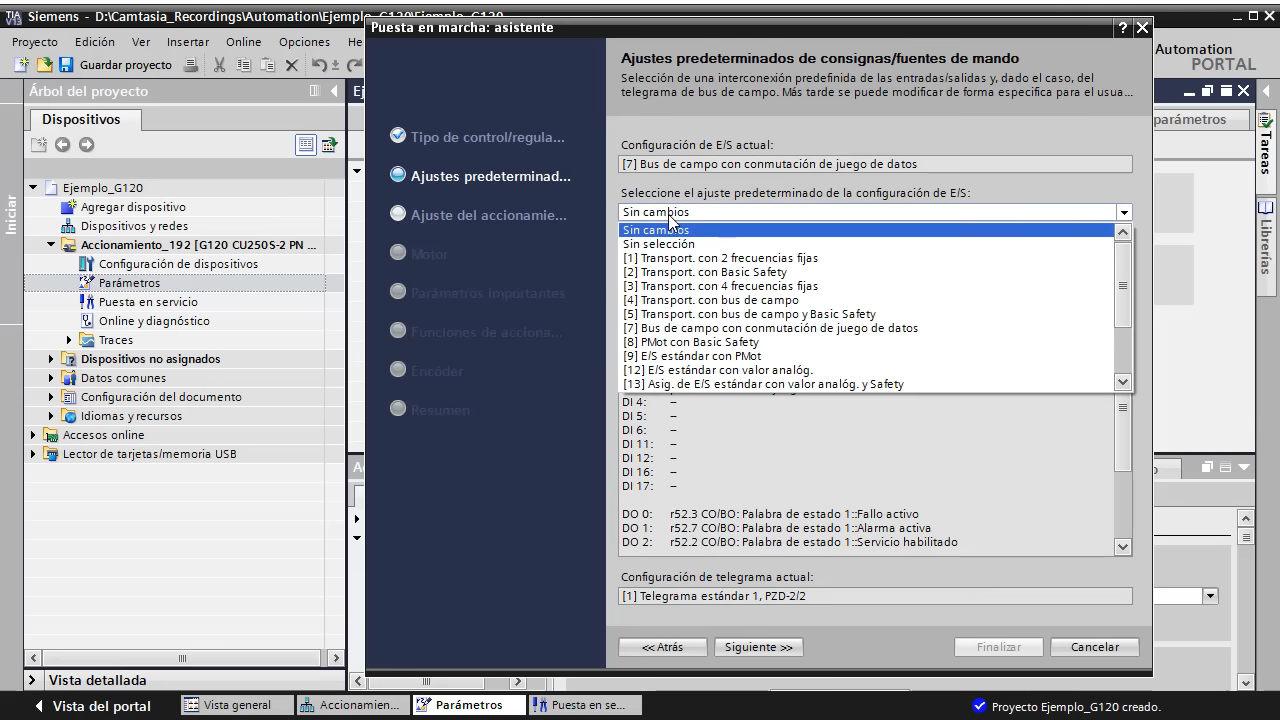 TIA
V13
Siemens - D:\Camtasia_Recordings\Automation\Ejemplo_G120\Ejemplo_G120
Proyecto Edición Ver Insertar Online Opciones He
Guardar proyecto
Automation
PORTAL
Puesta en marcha: asistente
Árbol del proyecto
Dispositivos
Iniciar
Ejemplo_G120
Agregar dispositivo
Dispositivos y redes
Accionamiento_192 [G120 CU250S-2 PN ...
Configuración de dispositivos
Parámetros
Puesta en servicio
Online y diagnóstico
Traces
Dispositivos no asignados
Datos comunes
Configuración del documento
Idiomas y recursos
Accesos online
Lector de tarjetas/memoria USB
Vista detallada
Tipo de control/regula...
Ajustes predeterminad...
Ajuste del accionamie...
Motor
Parámetros importantes
Funciones de acciona...
Encóder
Resumen
Ajustes predeterminados de consignas/fuentes de mando
Selección de una interconexión predefinida de las entradas/salidas y, dado el caso, del
telegrama de bus de campo. Más tarde se puede modificar de forma especifica para el usua...
Configuración de E/S actual:
[7] Bus de campo con conmutación de juego de datos
Seleccione el ajuste predeterminado de la configuración de E/S:
Sin cambios
Sin cambios
Sin selección
[1] Transport. con 2 frecuencias fijas
[2] Transport. con Basic Safety
[3] Transport. con 4 frecuencias fijas
[4] Transport. con bus de campo
[5] Transport. con bus de campo y Basic Safety
[7] Bus de campo con conmutación de juego de datos
[8] PMot con Basic Safety
[9] E/S estándar con PMot
[12] E/S estándar con valor analóg.
[13] Asig. de E/S estándar con valor analóg. y Safety
DI 4: --
DI 5: --
DI 6: --
DI 11: --
DI 12: --
DI 16: --
DI 17: --
DO 0: r52.3 CO/BO: Palabra de estado 1::Fallo activo
DO 1: r52.7 CO/BO: Palabra de estado 1::Alarma activa
DO 2: r52.2 CO/BO: Palabra de estado 1::Servicio habilitado
Configuración de telegrama actual:
[1] Telegrama estándar 1, PZD-2/2
<< Atrás Siguiente >> Finalizar Cancelar
parámetros
Tareas
Librerías
Vista del portal
Vista general
Accionamien...
Parámetros
Puesta en se...
Proyecto Ejemplo_G120 creado.